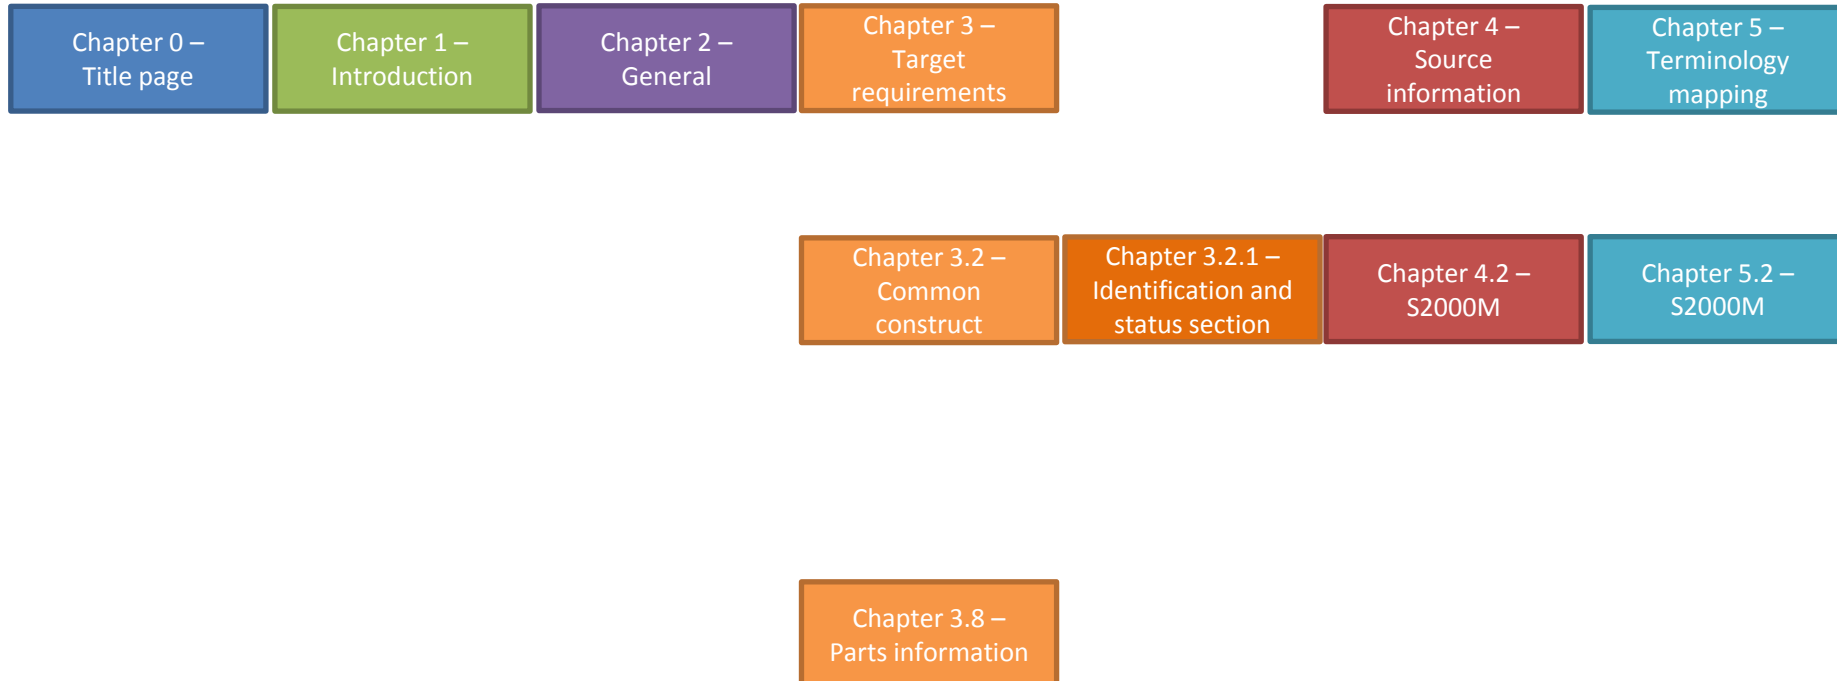 Chapter 0 –
Title page
Chapter 1 –
Introduction
Chapter 2 –
General
Chapter 3 –
Target
requirements
Chapter 4 –
Source
information
Chapter 5 –
Terminology
mapping
Chapter 3.2 –
Common
construct
Chapter 3.2.1 –
Identification and
status section
Chapter 4.2 –
S2000M
Chapter 5.2 –
S2000M
Chapter 3.8 –
Parts information